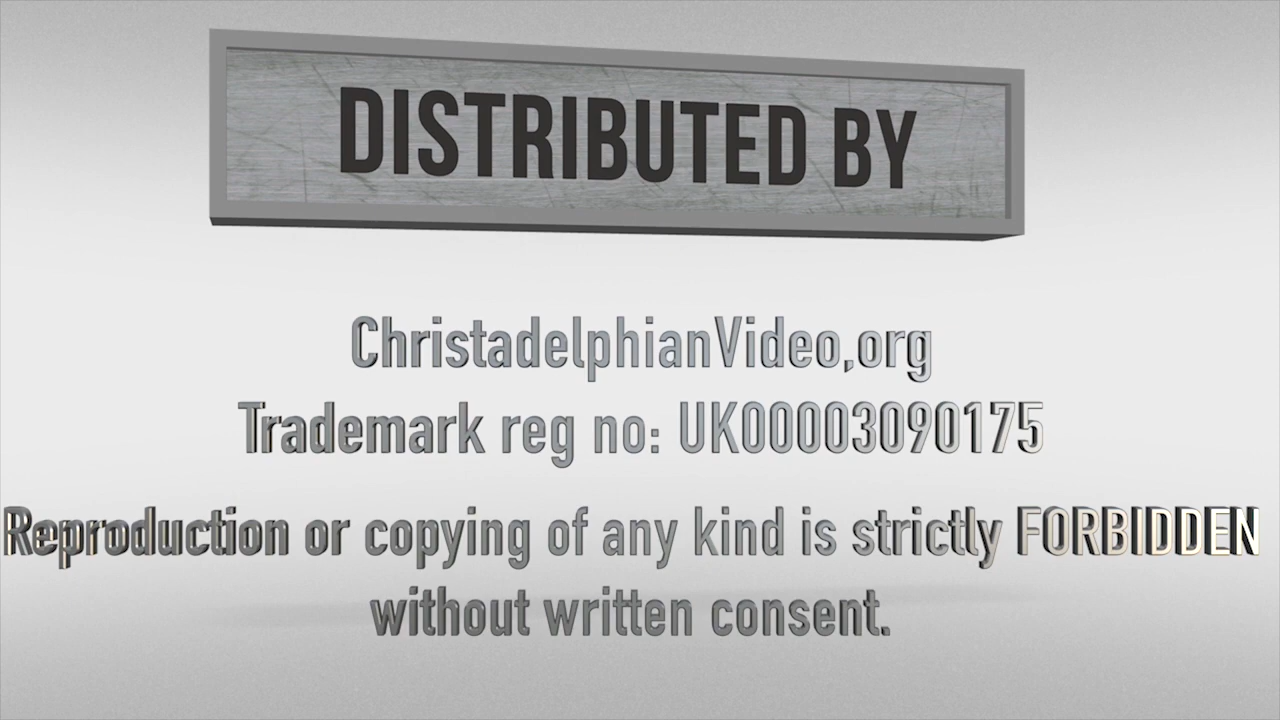 DISTRIBUTED BY
ChristadelphianVideo,org
Trademark reg no: UK00003090175
Reproduction or copying of any kind is strictly FORBIDDEN
without written consent.